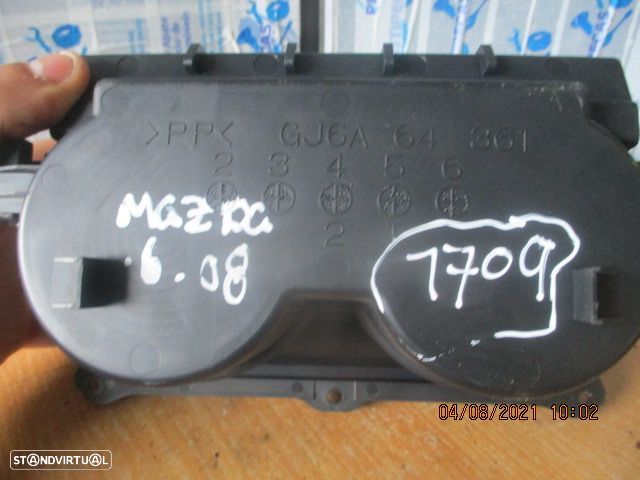 >PP< GJ6A 64 361
2 3 4 5 6
2
MAZDA
6.08
1709
04/08/2021 10:02
STANDVIRTUAL